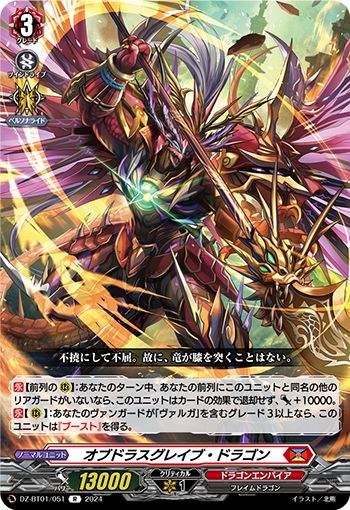 3
グレード
ツインドライブ
ペルソナライド
不撓にして不屈。故に、竜が膝を突くことはない。
永【前列の(R)】:あなたのターン中、あなたの前列にこのユニットと同名の他の
リアガードがいないなら、このユニットはカードの効果で退却せず、+10000。
永【(R)】:あなたのヴァンガードが「ヴァルガ」を含むグレード3以上なら、このユ
ニットは『ブースト』を得る。
ノーマルユニット
オブドラスグレイブ・ドラゴン
パワー 13000
クリティカル
1
ドラゴンエンパイア
フレイムドラゴン
DZ-BT01/051 R 2024
イラスト/北熊